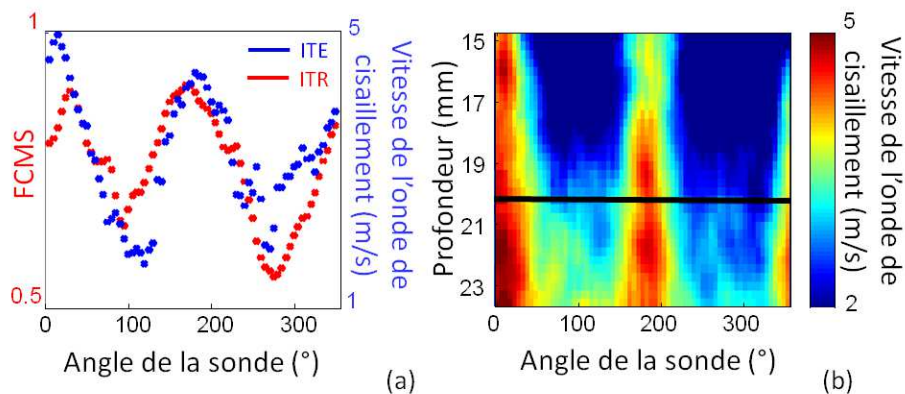 1
5
ITE
ITR
FCMS
Vitesse de l'onde de
cisaillement (m/s)
0.5
1
0
100
200
300
Angle de la sonde (°)
(a)
15
17
19
21
23
Profondeur (mm)
0
100
200
300
Angle de la sonde (°)
5
2
Vitesse de l'onde de
cisaillement (m/s)
(b)